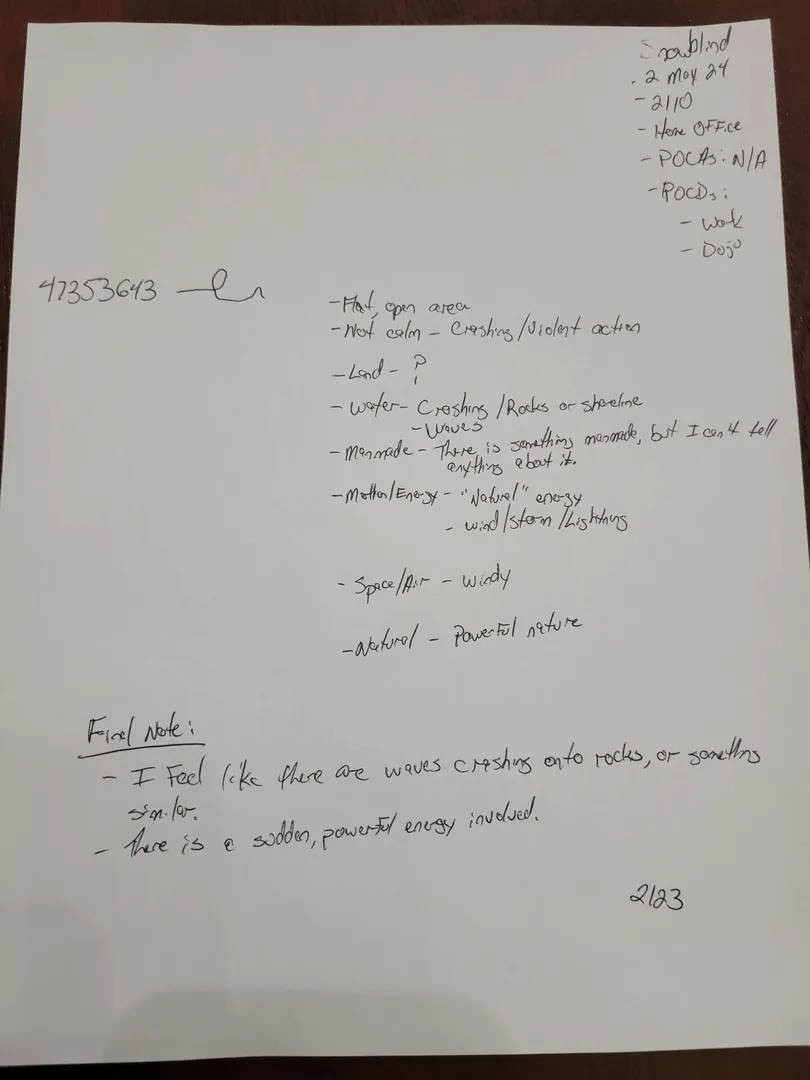 Snowblind
. 2 May 24
- 2110
- Home Office
- POCAs: N/A
- POCDs:
- Work
- Dojo
47353643
- Flat, open area
- Not calm - Crashing/Violent action
- Land - ?
- Water - Crashing/Rocks or shoreline
- Waves
- Manmade - There is something manmade, but I can't tell
anything about it.
- Motion/Energy - "Natural" energy
- wind/storm/Lightning
- Space/Air - Windy
- Natural - Powerful nature
Final Note:
- I Feel like there are waves crashing onto rocks, or something
similar.
- There is a sudden, powerful energy involved.
2123